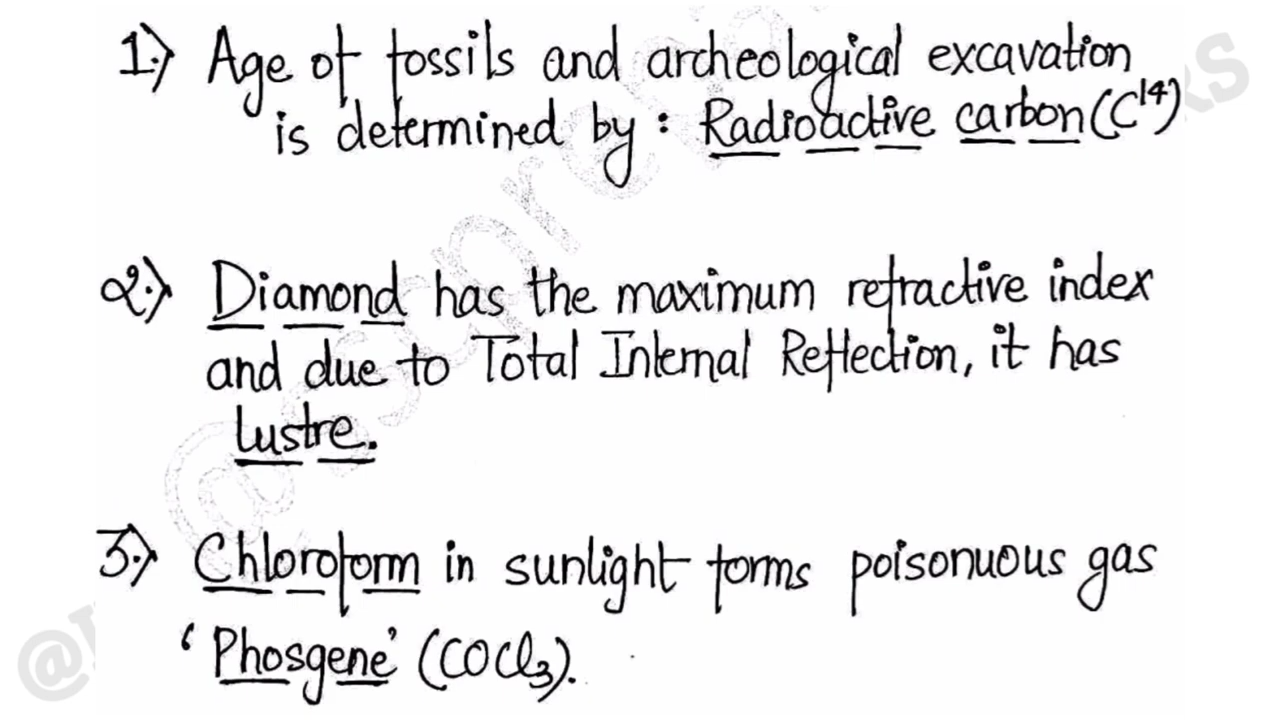 1.) Age of fossils and archeological excavation
is determined by : Radioactive carbon (C¹⁴)
2.) Diamond has the maximum refractive index
and due to Total Internal Reflection, it has
lustre.
3.) Chloroform in sunlight forms poisonuous gas
‘Phosgene’ (COCl₃).